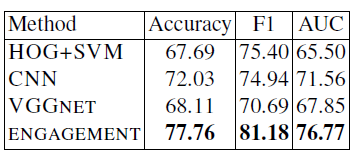 Method Accuracy F1 AUC
HOG+SVM 67.69 75.40 65.50
CNN 72.03 74.94 71.56
VGGNET 68.11 70.69 67.85
ENGAGEMENT 77.76 81.18 76.77